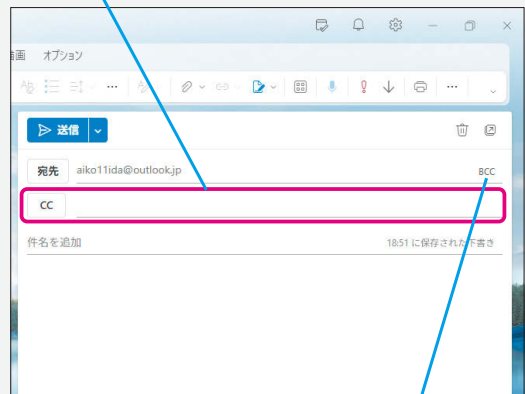 描画 オプション
送信
宛先 aiko11ida@outlook.jp BCC
CC
件名を追加 18:51 に保存された下書き